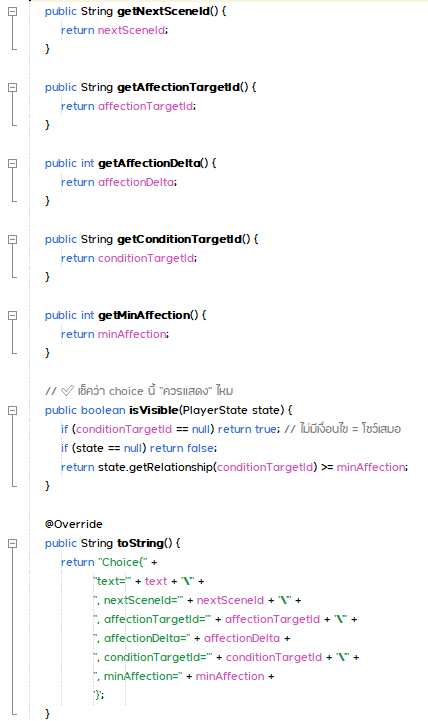 public String getNextSceneId() {
return nextSceneId;
}
public String getAffectionTargetId() {
return affectionTargetId;
}
public int getAffectionDelta() {
return affectionDelta;
}
public String getConditionTargetId() {
return conditionTargetId;
}
public int getMinAffection() {
return minAffection;
}
// ✅ เช็คว่า choice นี้ "ควรแสดง" ไหม
public boolean isVisible(PlayerState state) {
if (conditionTargetId == null) return true; // ไม่มีเงื่อนไข = โชว์เสมอ
if (state == null) return false;
return state.getRelationship(conditionTargetId) >= minAffection;
}
@Override
public String toString() {
return "Choice{" +
"text='" + text + '\'' +
", nextSceneId='" + nextSceneId + '\'' +
", affectionTargetId='" + affectionTargetId + '\'' +
", affectionDelta=" + affectionDelta +
", conditionTargetId='" + conditionTargetId + '\'' +
", minAffection=" + minAffection +
'}';
}